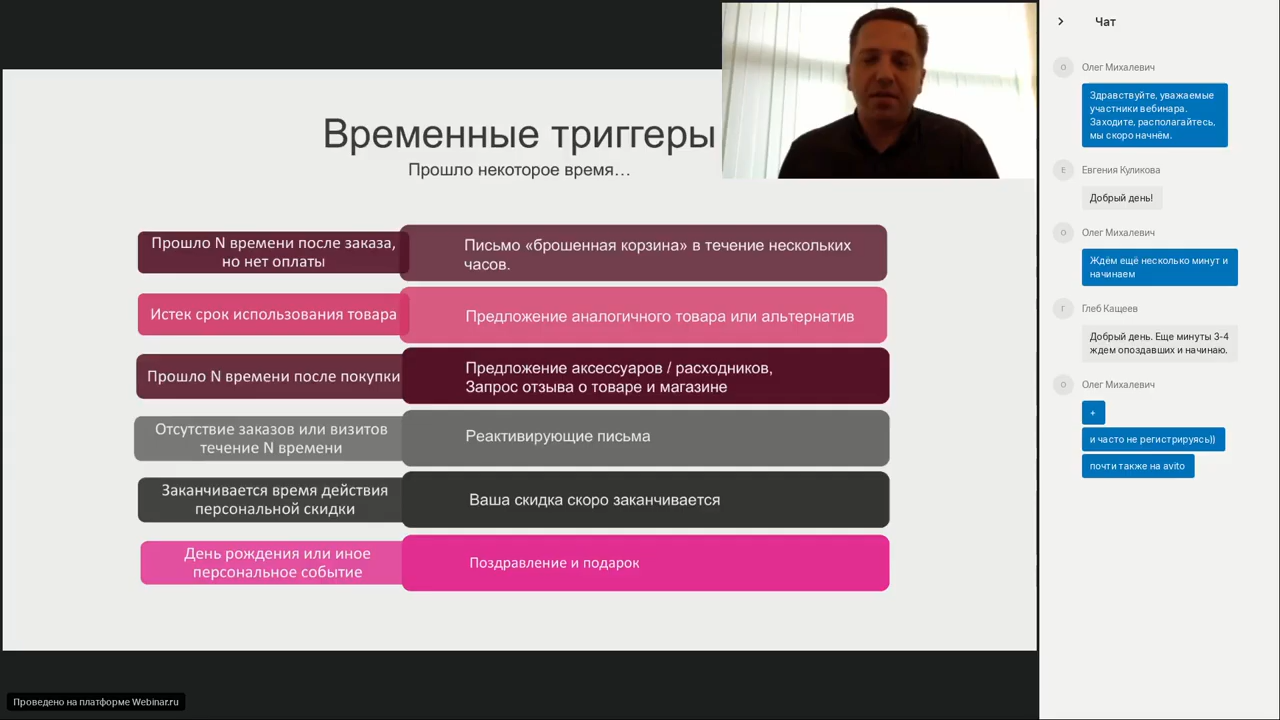 Временные триггеры
Прошло некоторое время…
Прошло N времени после заказа,
но нет оплаты
Письмо «брошенная корзина» в течение нескольких
часов.
Истек срок использования товара
Предложение аналогичного товара или альтернатив
Прошло N времени после покупки
Предложение аксессуаров / расходников,
Запрос отзыва о товаре и магазине
Отсутствие заказов или визитов
течение N времени
Реактивирующие письма
Заканчивается время действия
персональной скидки
Ваша скидка скоро заканчивается
День рождения или иное
персональное событие
Поздравление и подарок
Проведено на платформе Webinar.ru
Чат
О
Олег Михалевич
Здравствуйте, уважаемые
участники вебинара.
Заходите, располагайтесь,
мы скоро начнём.
Е
Евгения Куликова
Добрый день!
О
Олег Михалевич
Ждём ещё несколько минут и
начинаем
Г
Глеб Кащеев
Добрый день. Еще минуты 3-4
ждем опоздавших и начинаю.
О
Олег Михалевич
+
и часто не регистрируясь))
почти также на avito